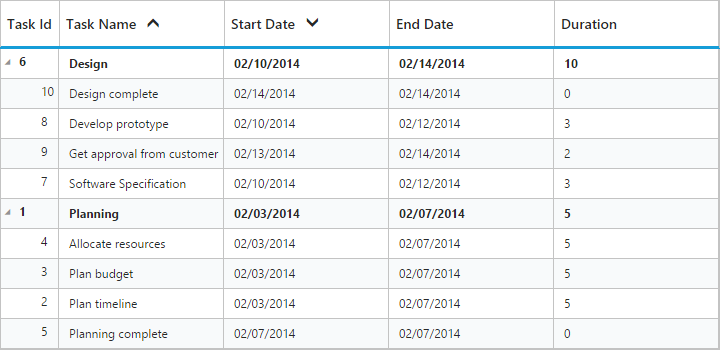 Task Id Task Name Start Date End Date Duration
6 Design 02/10/2014 02/14/2014 10
10 Design complete 02/14/2014 02/14/2014 0
8 Develop prototype 02/10/2014 02/12/2014 3
9 Get approval from customer 02/13/2014 02/14/2014 2
7 Software Specification 02/10/2014 02/12/2014 3
1 Planning 02/03/2014 02/07/2014 5
4 Allocate resources 02/03/2014 02/07/2014 5
3 Plan budget 02/03/2014 02/07/2014 5
2 Plan timeline 02/03/2014 02/07/2014 5
5 Planning complete 02/07/2014 02/07/2014 0